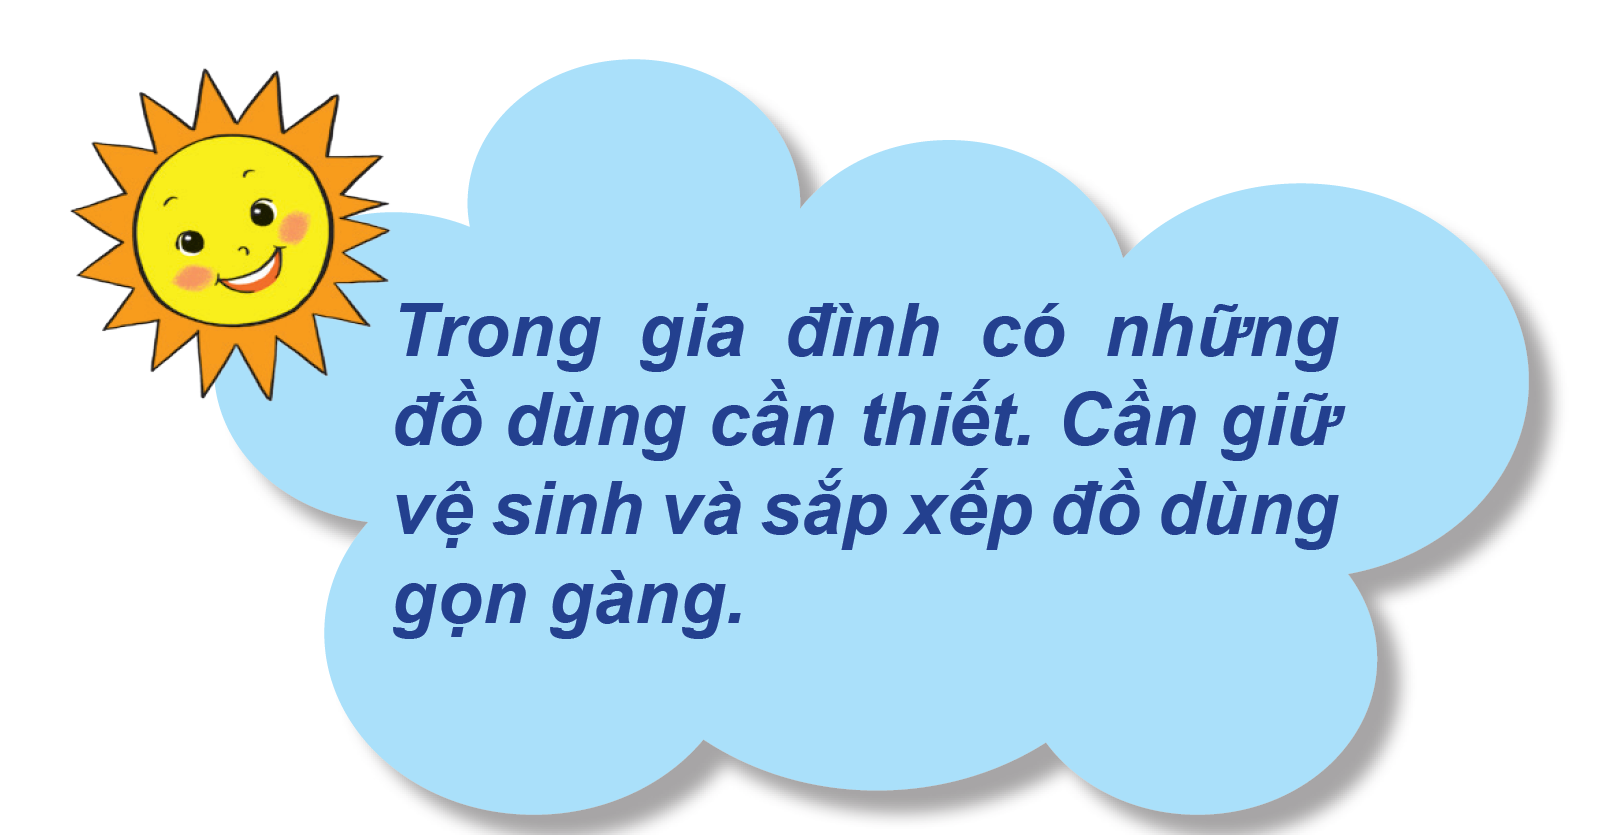 Trong gia đình có những
đồ dùng cần thiết. Cần giữ
vệ sinh và sắp xếp đồ dùng
gọn gàng.